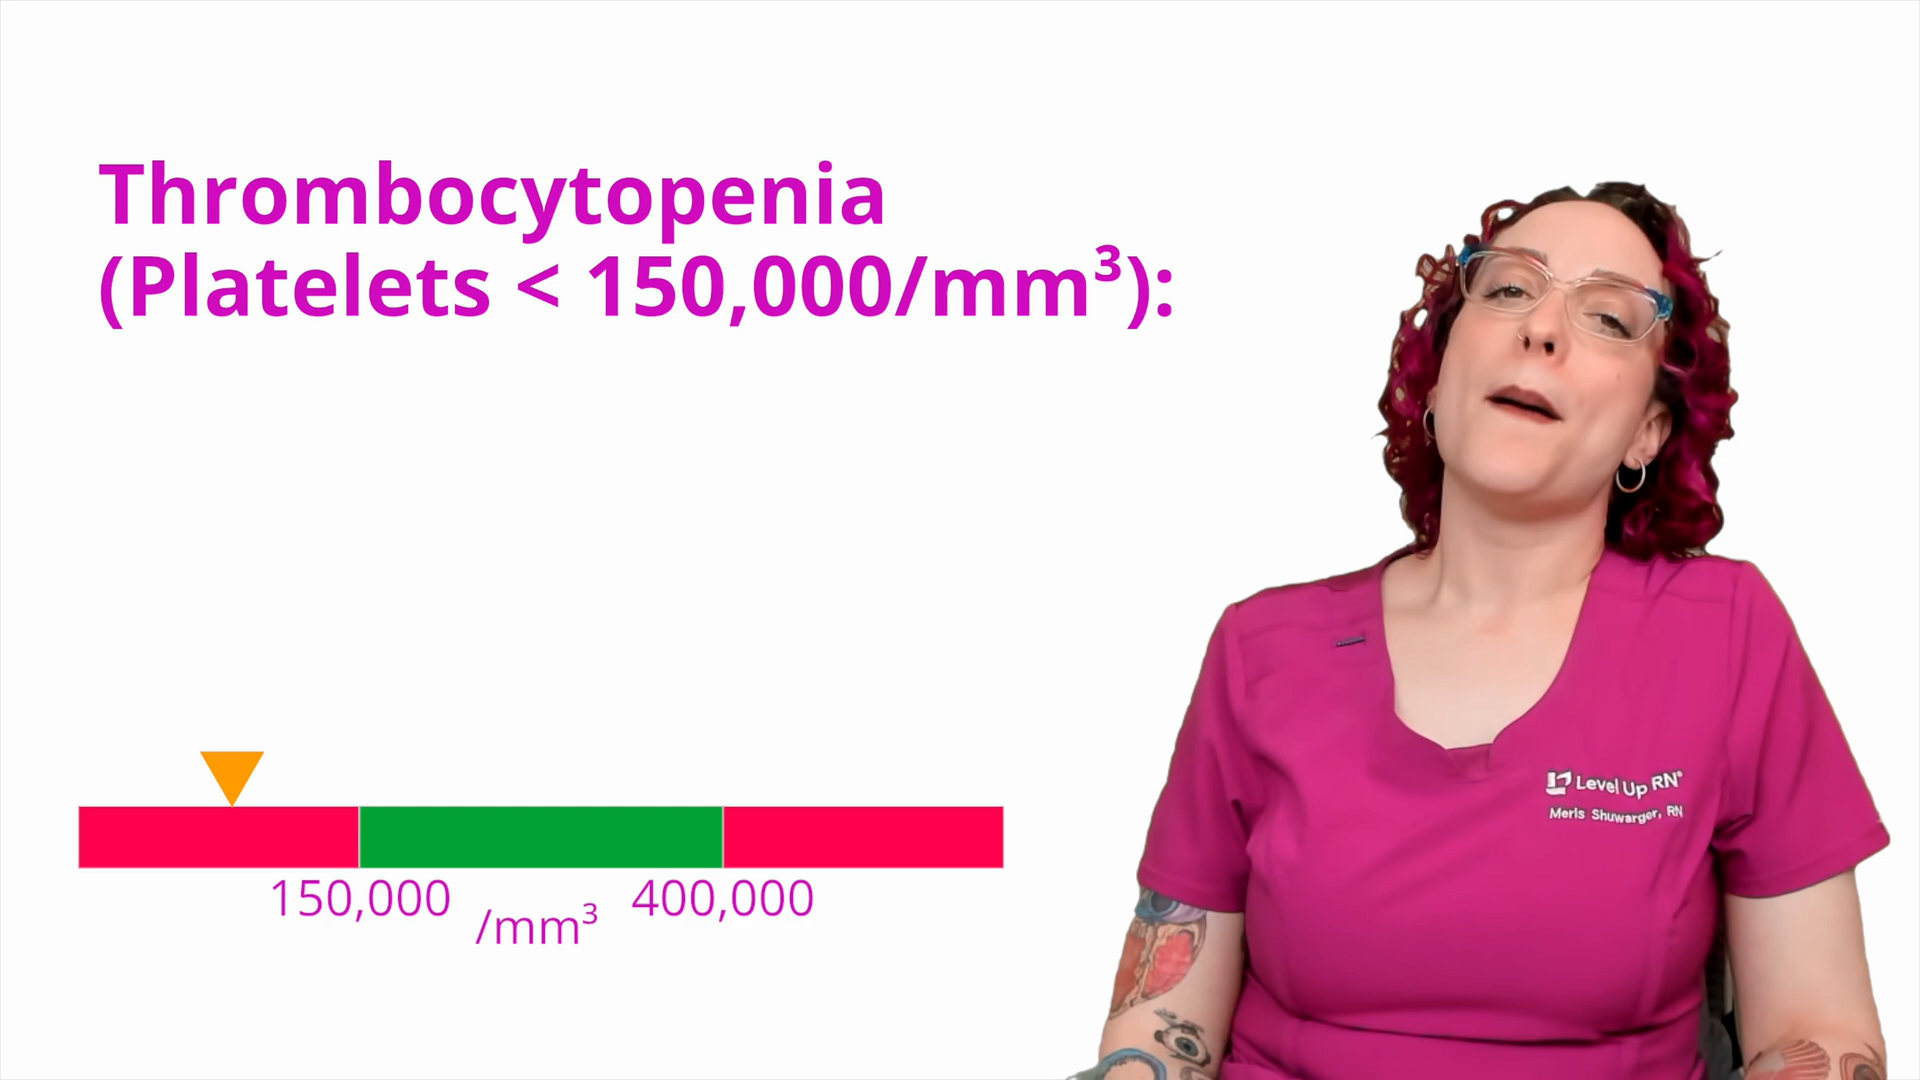 Thrombocytopenia
(Platelets < 150,000/mm³):
150,000
/mm³
400,000
Level Up RN®
Meris Shuwarger, RN